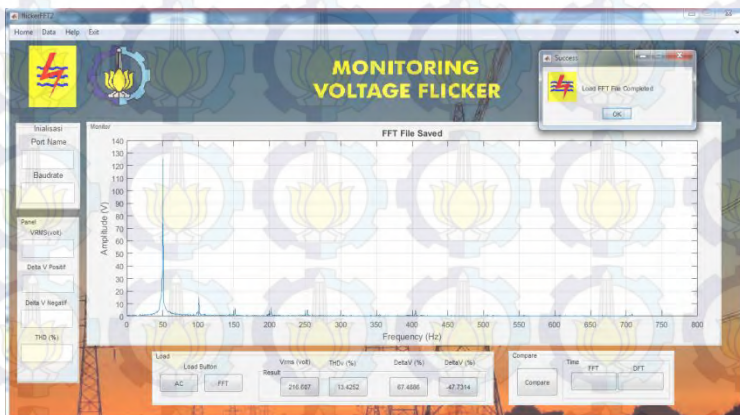 flickerFFT2
Home Data Help Exit
MONITORING
VOLTAGE FLICKER
Success
Load FFT File Completed
OK
Inialisasi
Port Name
Baudrate
Panel
VRMS(volt)
Delta V Positif
Delta V Negatif
THD (%)
Monitor
FFT File Saved
Amplitude (V)
140
130
120
110
100
90
80
70
60
50
40
30
20
10
0
0 50 100 150 200 250 300 350 400 450 500 550 600 650 700 750 800
Frequency (Hz)
Load
Load Button
AC FFT
Result
Vrms (volt) THDv (%) DeltaV (%) DeltaV (%)
216.667 13.4252 67.4886 -47.7314
Compare
Compare
Time
FFT DFT